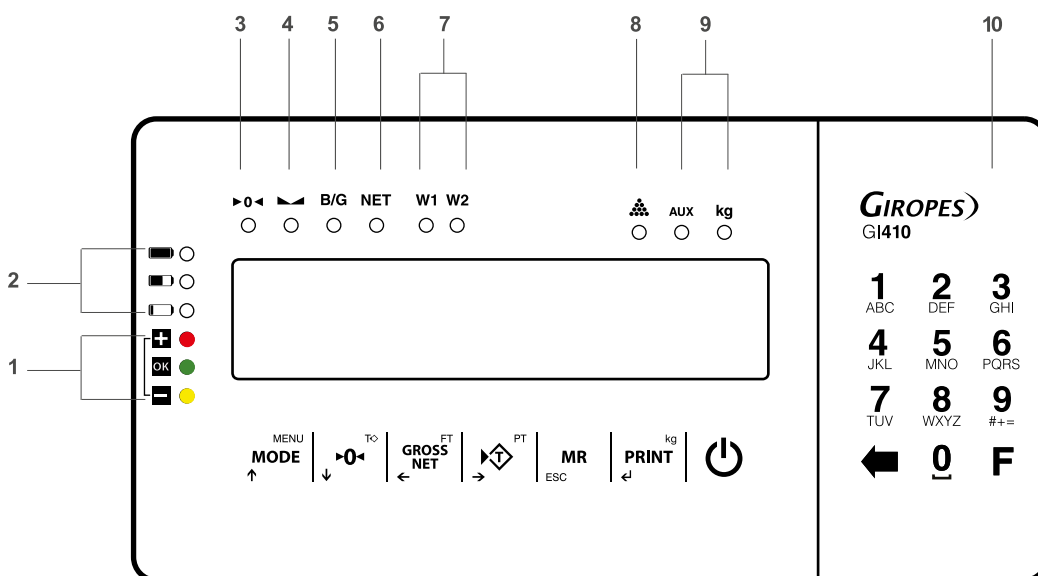 3 4 5 6 7 8 9 10
▶0◀ B/G NET W1 W2 AUX kg
GIROPES
GI410
2
1
+
OK
−
1 2 3
ABC DEF GHI
4 5 6
JKL MNO PQRS
7 8 9
TUV WXYZ #+=
0 F
MENU T FT PT kg
MODE ▶0◀ GROSS NET T MR PRINT
ESC